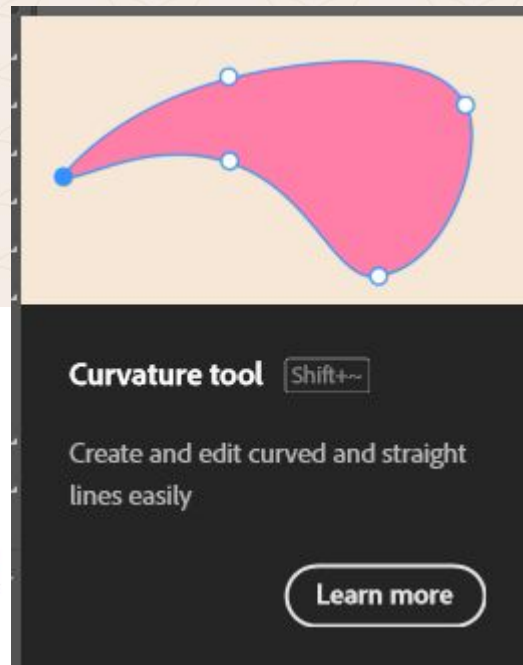 Curvature tool Shift+~
Create and edit curved and straight
lines easily
Learn more